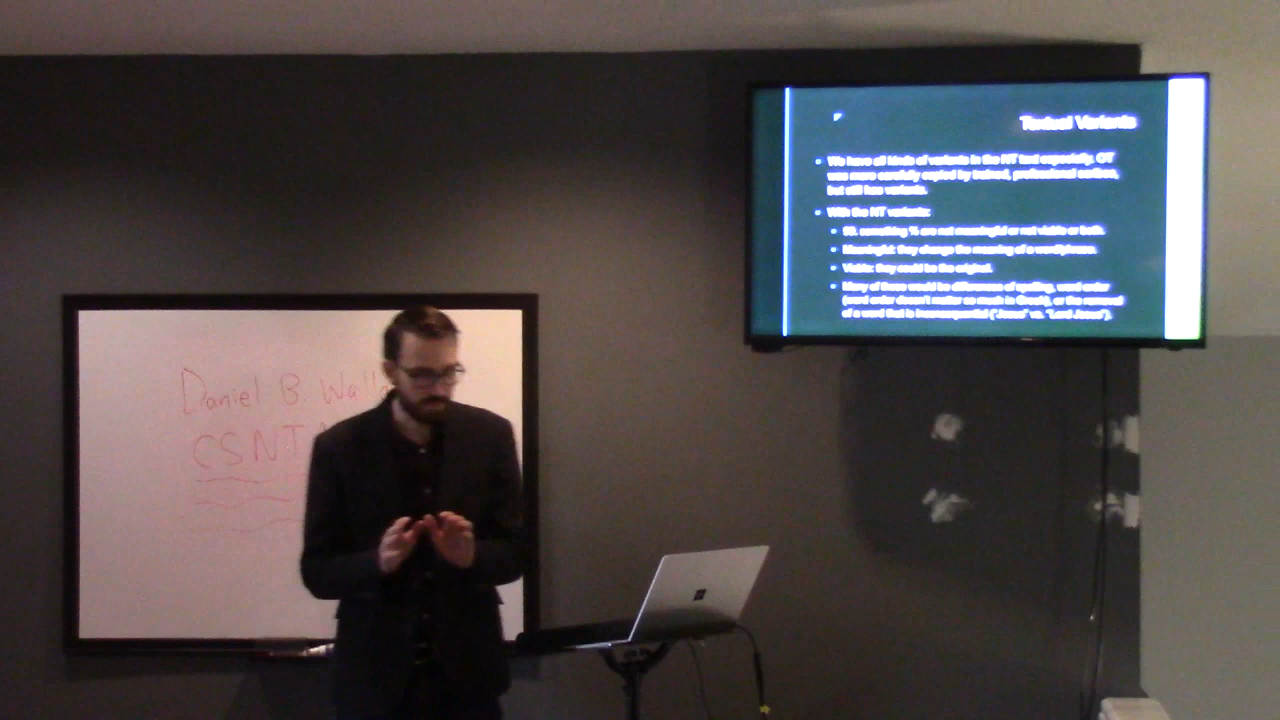 Daniel B. Wall
CSNT
Textual Variants
We have all kinds of variants in the NT text especially. OT
was more carefully copied by trained, professional scribes,
but still has variants.
With the NT variants:
99. something % are not meaningful or not viable or both.
Meaningful: they change the meaning of a word/phrase.
Viable: they could be the original.
Many of these would be differences of spelling, word order
(word order doesn't matter so much in Greek), or the removal
of a word that is inconsequential ("Jesus" vs. "Lord Jesus").